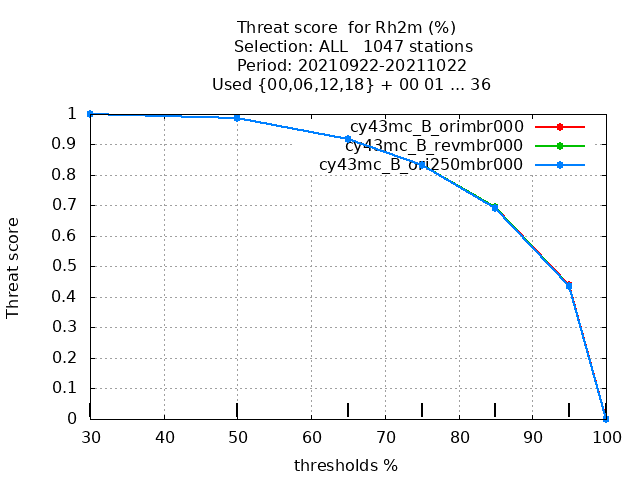 Threat score  for Rh2m (%)
Selection: ALL   1047 stations
Period: 20210922-20211022
Used {00,06,12,18} + 00 01 ... 36
cy43mc_B_orimbr000
cy43mc_B_revmbr000
cy43mc_B_ori250mbr000
1
0.9
0.8
0.7
0.6
0.5
0.4
0.3
0.2
0.1
0
Threat score
30 40 50 60 70 80 90 100
thresholds %